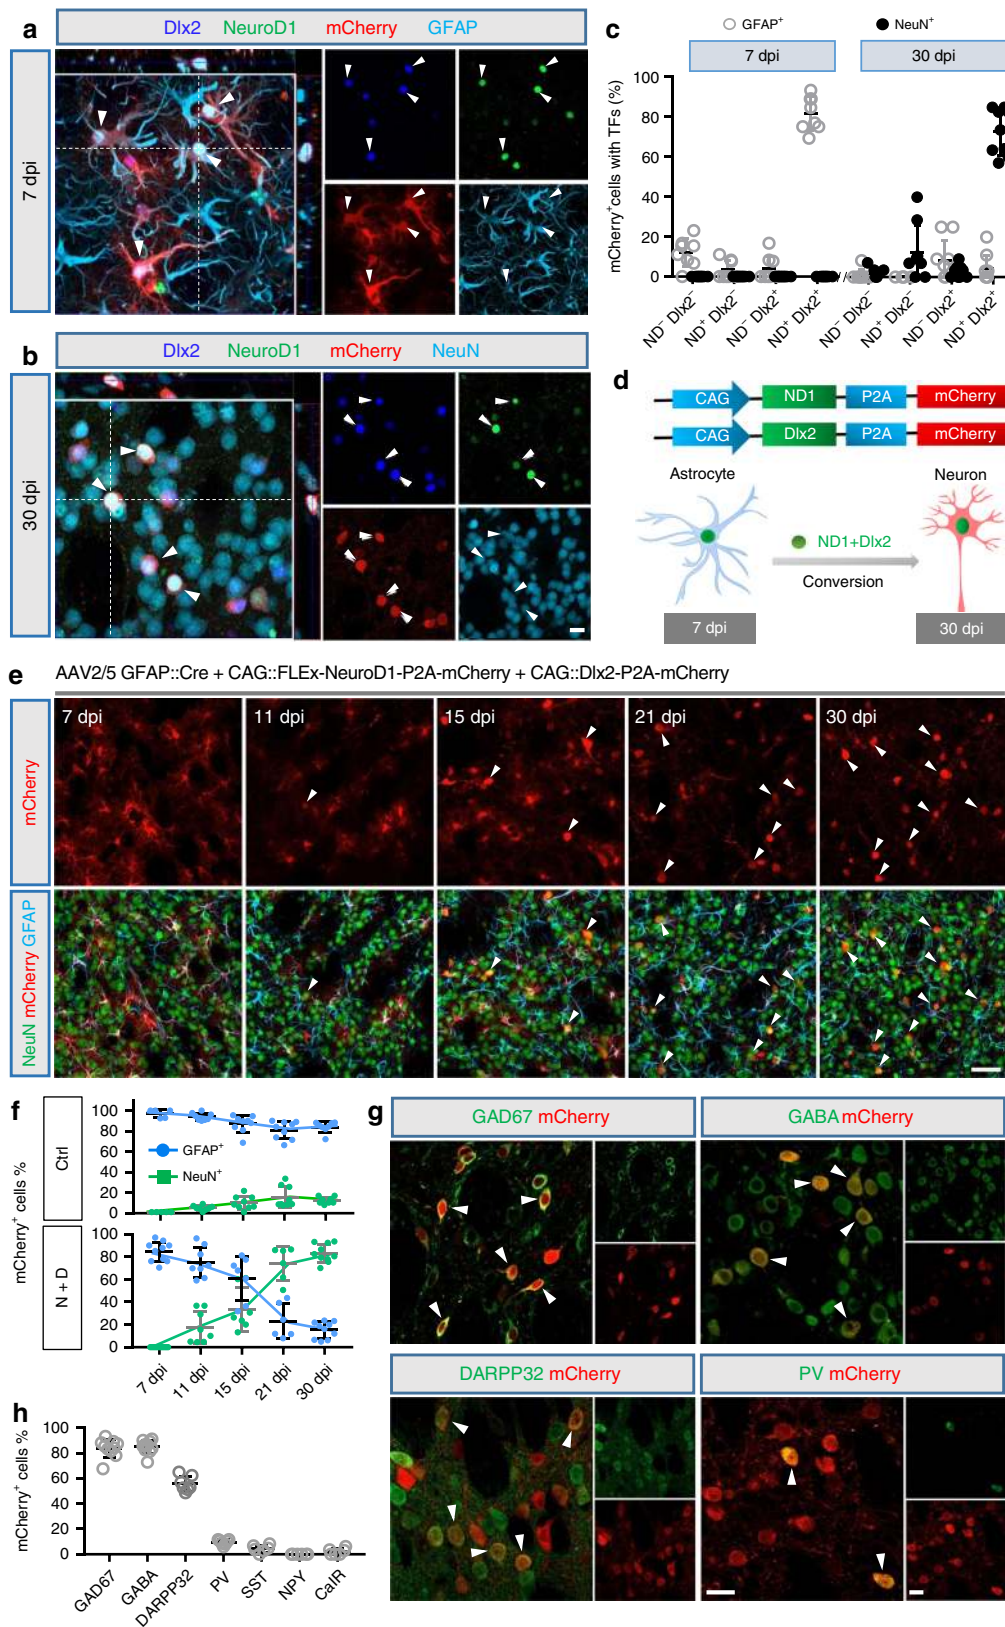 a
Dlx2 NeuroD1 mCherry GFAP
7 dpi
b
Dlx2 NeuroD1 mCherry NeuN
30 dpi
c
GFAP+ NeuN+
7 dpi 30 dpi
mCherry+cells with TFs (%)
100
80
60
40
20
0
//
ND− Dlx2−
ND+ Dlx2−
ND− Dlx2+
ND+ Dlx2+
ND− Dlx2−
ND+ Dlx2−
ND− Dlx2+
ND+ Dlx2+
d
CAG ND1 P2A mCherry
CAG Dlx2 P2A mCherry
Astrocyte Neuron
ND1+Dlx2
Conversion
7 dpi 30 dpi
e
AAV2/5 GFAP::Cre + CAG::FLEx-NeuroD1-P2A-mCherry + CAG::Dlx2-P2A-mCherry
7 dpi 11 dpi 15 dpi 21 dpi 30 dpi
mCherry
NeuN mCherry GFAP
f
Ctrl
N + D
mCherry+ cells %
100
80
60
40
20
0
GFAP+
NeuN+
100
80
60
40
20
0
7 dpi
11 dpi
15 dpi
21 dpi
30 dpi
g
GAD67 mCherry
GABA mCherry
DARPP32 mCherry
PV mCherry
h
mCherry+ cells %
100
80
60
40
20
0
GAD67
GABA
DARPP32
PV
SST
NPY
CalR